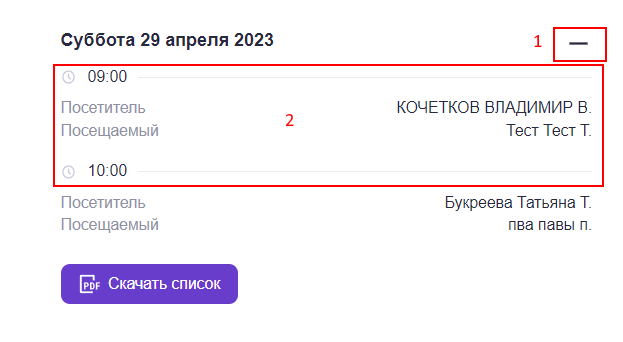 Суббота 29 апреля 2023 1 —
09:00
Посетитель КОЧЕТКОВ ВЛАДИМИР В.
2
Посещаемый Тест Тест Т.
10:00
Посетитель Букреева Татьяна Т.
Посещаемый пва павы п.
PDF Скачать список